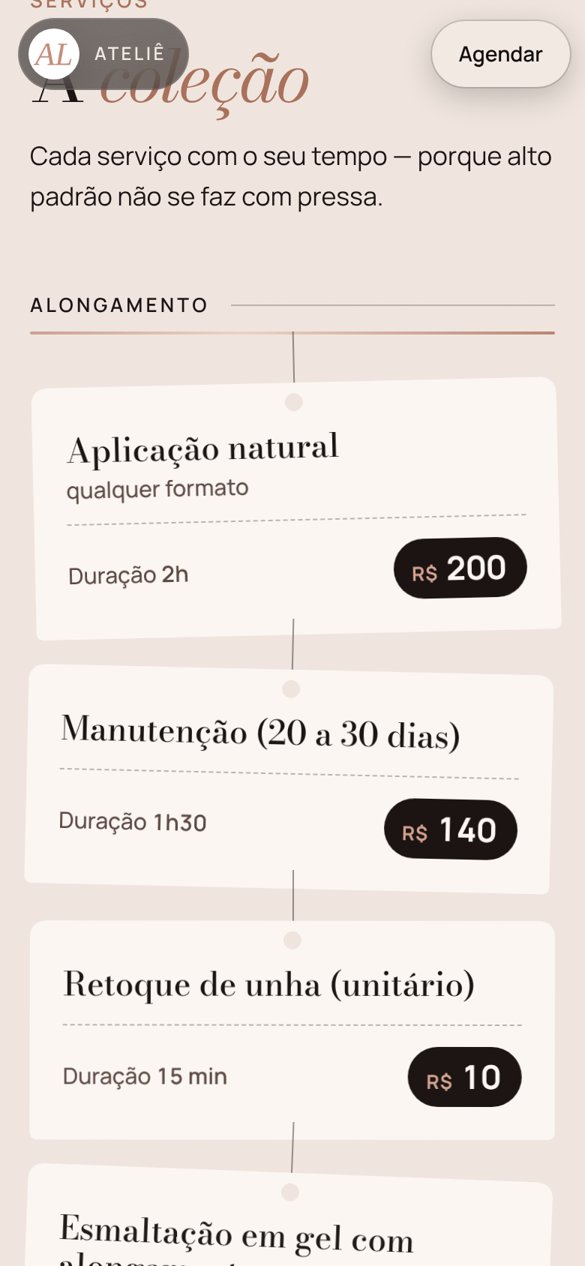 SERVIÇOS
AL ATELIÊ
Agendar
A coleção
Cada serviço com o seu tempo — porque alto
padrão não se faz com pressa.
ALONGAMENTO
Aplicação natural
qualquer formato
Duração 2h
R$ 200
Manutenção (20 a 30 dias)
Duração 1h30
R$ 140
Retoque de unha (unitário)
Duração 15 min
R$ 10
Esmaltação em gel com